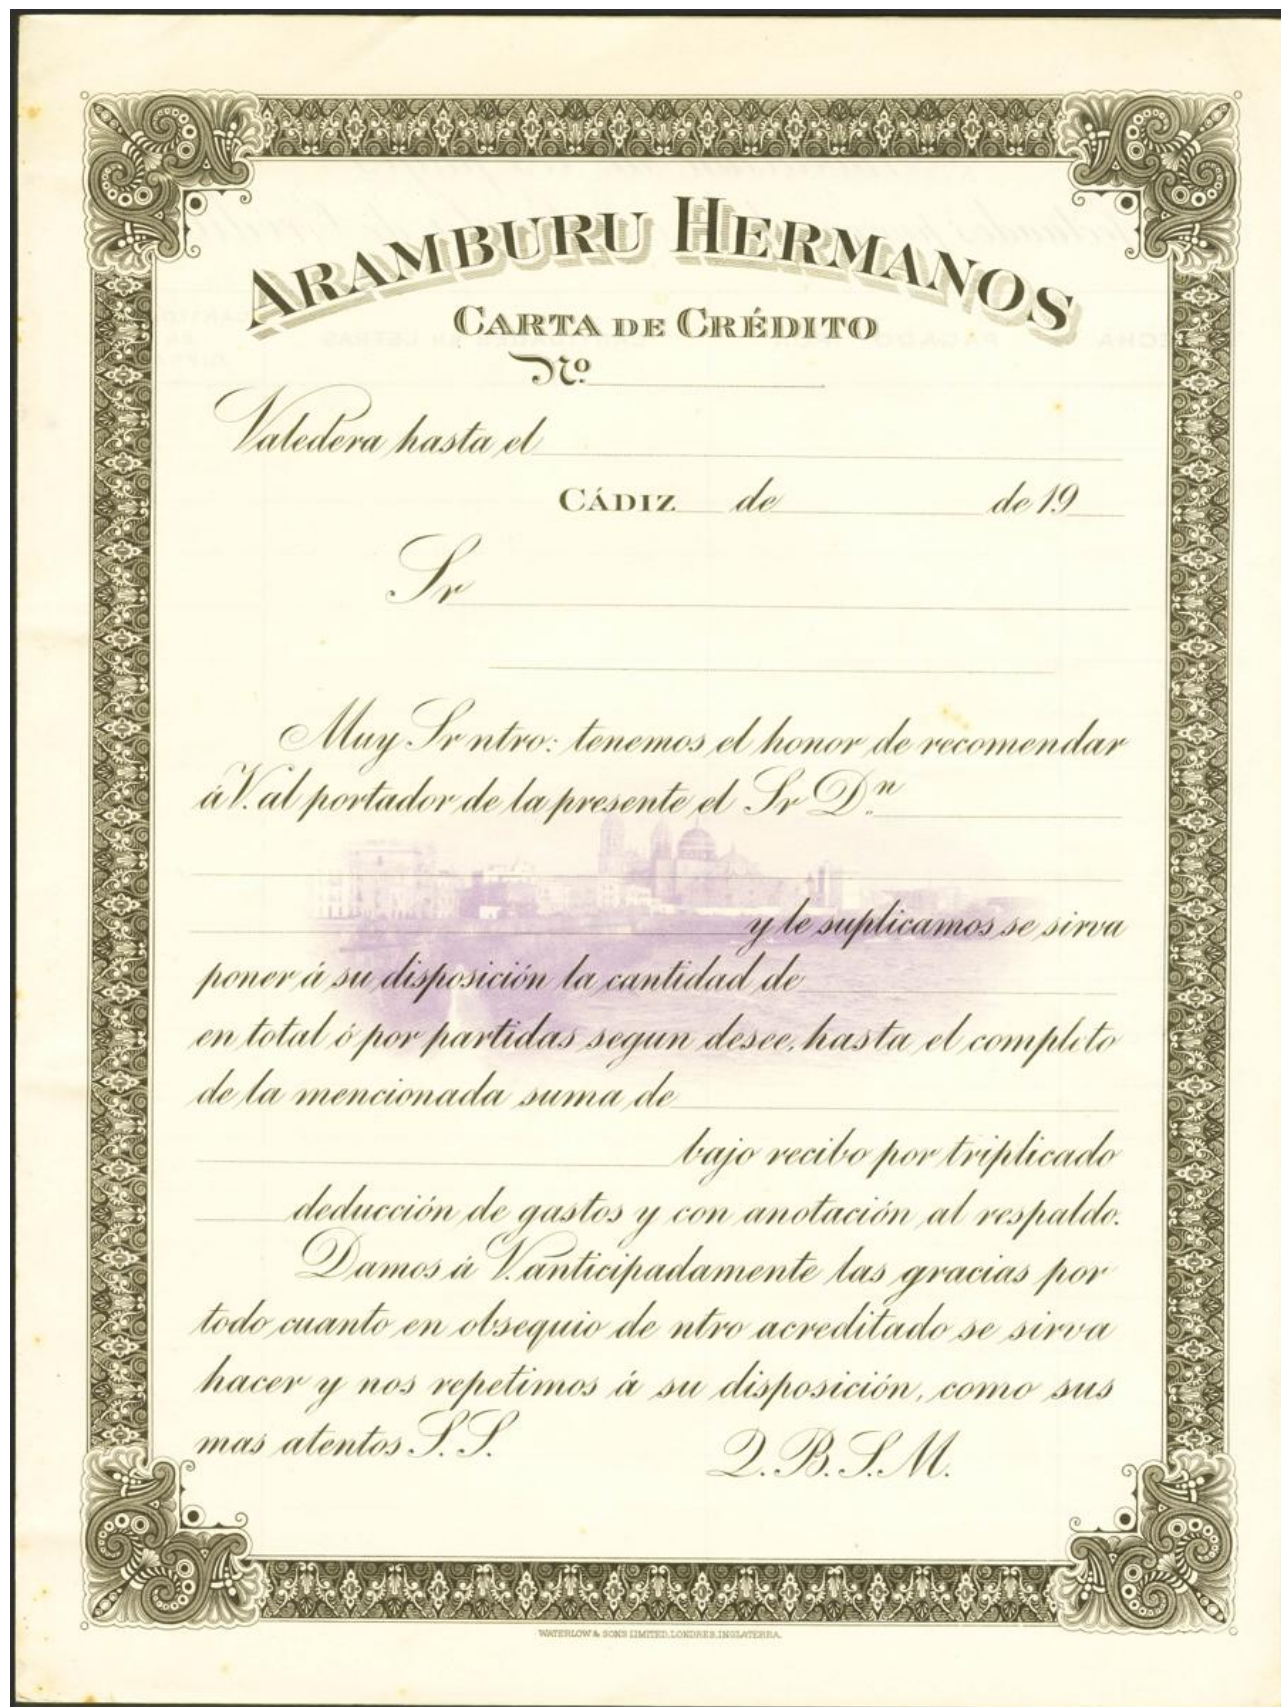 ARAMBURU HERMANOS
CARTA DE CRÉDITO
Nº
Valedera hasta el
CÁDIZ de de 19
Sr
Muy Sr ntro: tenemos el honor de recomendar
á V. al portador de la presente el Sr D.n
y le suplicamos se sirva
poner á su disposición la cantidad de
en total ó por partidas segun desee, hasta el completo
de la mencionada suma de
bajo recibo por triplicado
deducción de gastos y con anotación al respaldo.
Damos á V. anticipadamente las gracias por
todo cuanto en obsequio de ntro acreditado se sirva
hacer y nos repetimos á su disposición, como sus
mas atentos S. S.
Q. B. S. M.
WATERLOW & SONS LIMITED. LONDRES, INGLATERRA.